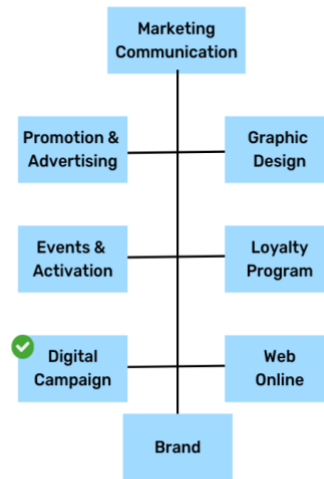 Marketing
Communication
Promotion &
Advertising
Graphic
Design
Events &
Activation
Loyalty
Program
Digital
Campaign
Web
Online
Brand